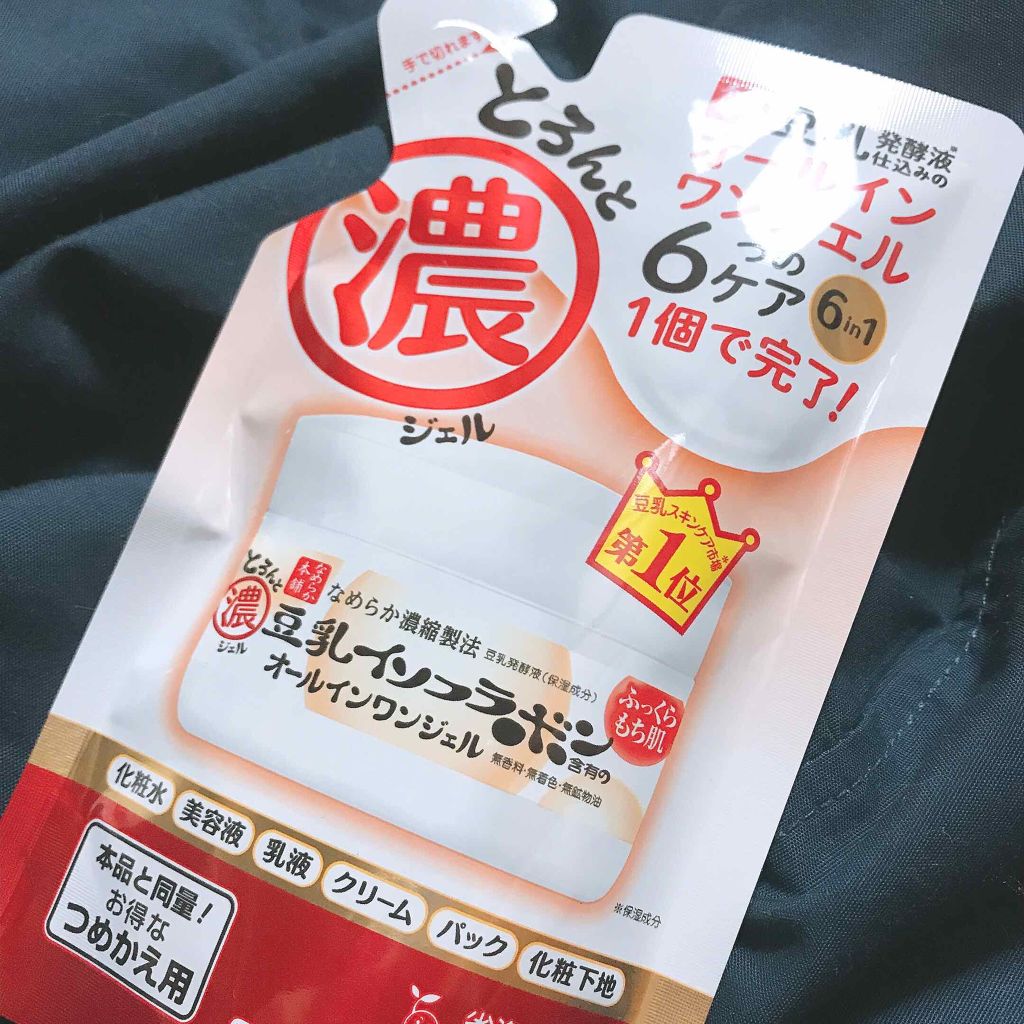 手で切れます
とろんと
濃
ジェル
豆乳発酵液※
仕込みの
オールイン
ワンジェル
6つの
ケア
6in1
1個で完了!
豆乳スキンケア市場※
第1位
とろんと
濃
ジェル
なめらか
本舗
なめらか濃縮製法 豆乳発酵液(保湿成分)
豆乳イソフラボン含有の
オールインワンジェル
無香料・無着色・無鉱物油
ふっくら
もち肌
※保湿成分
化粧水
美容液
乳液
クリーム
パック
化粧下地
本品と同量!
お得な
つめかえ用